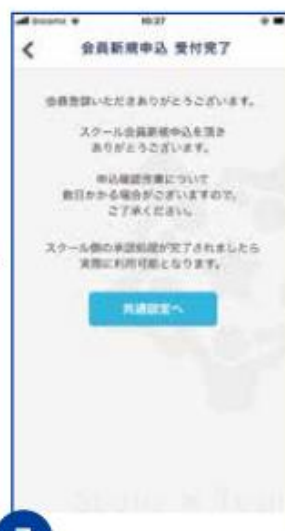 docomo 10:27
会員新規申込 受付完了
会員登録いただきありがとうございます。
スクール会員新規申込を頂き
ありがとうございます。
申込確認作業について
数日かかる場合がございますので、
ご了承ください。
スクール側の承認処理が完了されましたら
実際に利用可能となります。
共通設定へ